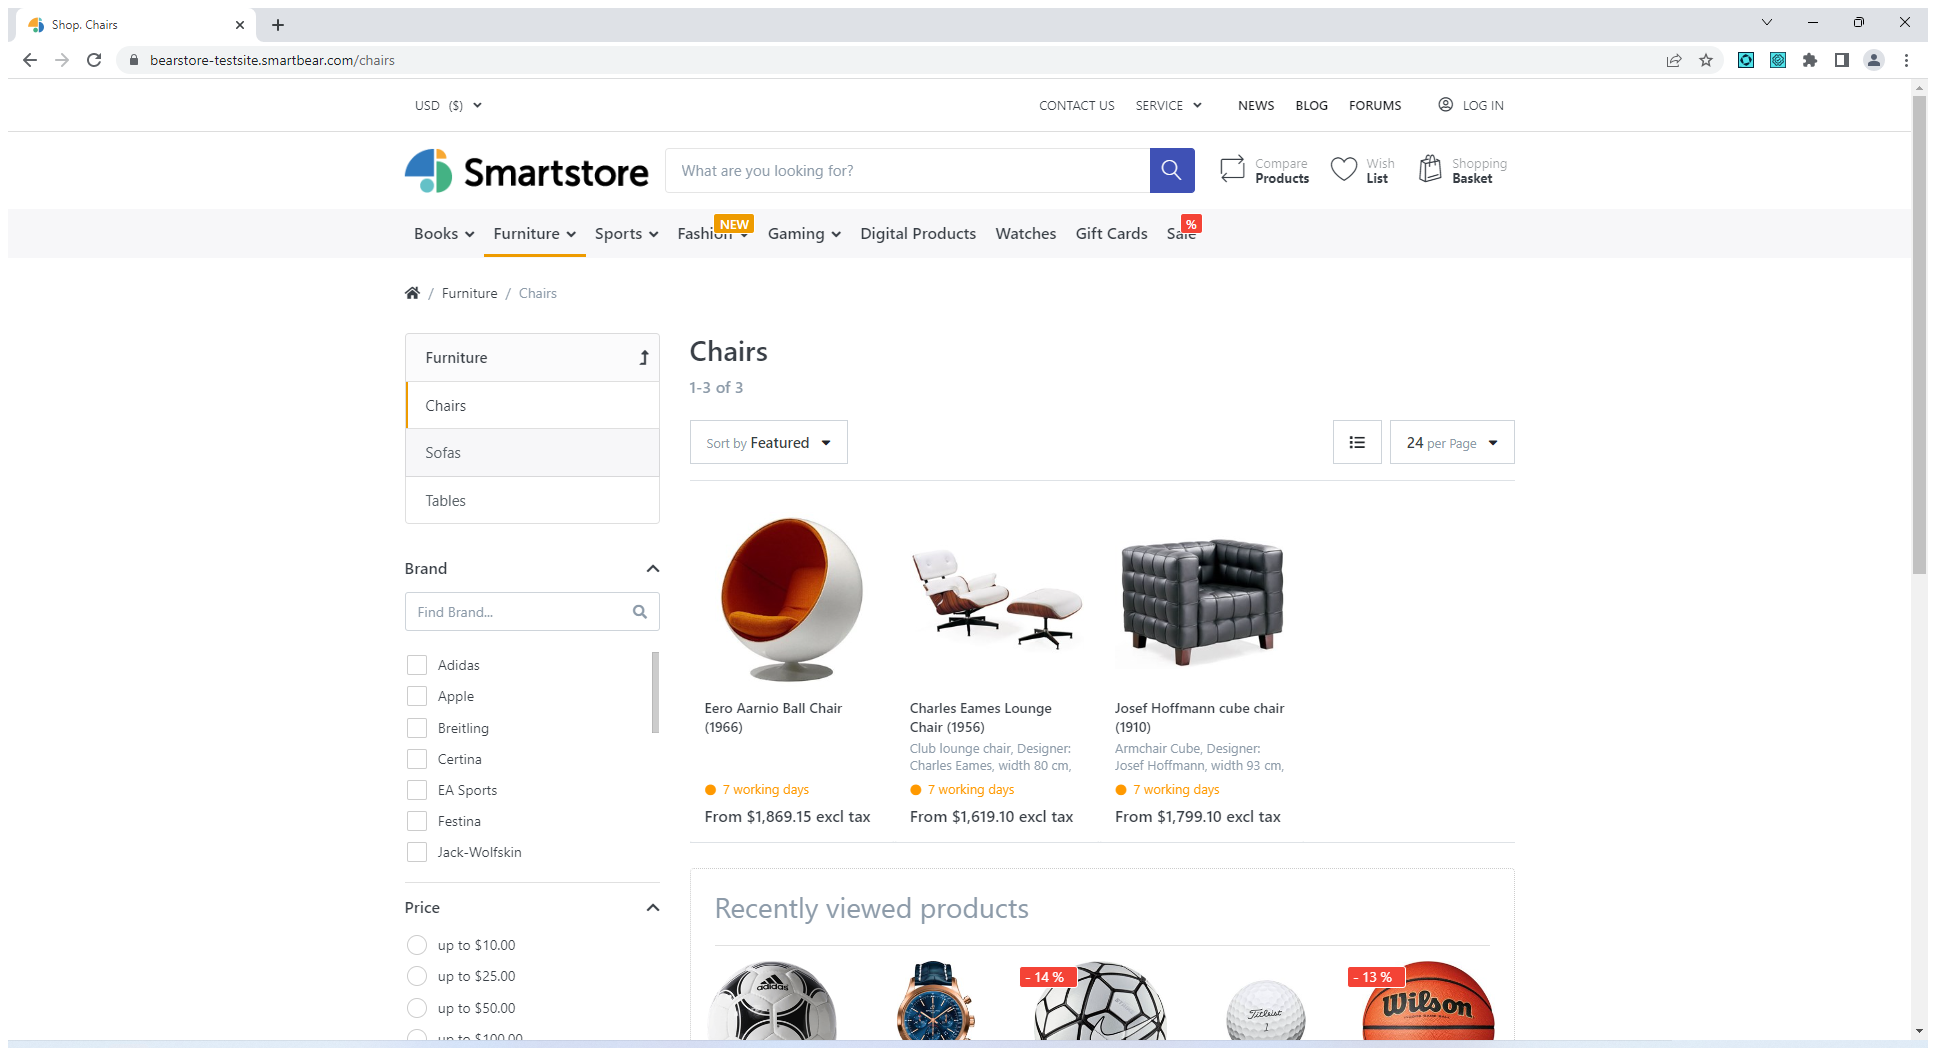 Shop. Chairs
bearstore-testsite.smartbear.com/chairs
USD ($)
CONTACT US SERVICE NEWS BLOG FORUMS LOG IN
Smartstore
What are you looking for?
Compare
Products
Wish
List
Shopping
Basket
NEW
%
Books Furniture Sports Fashion Gaming Digital Products Watches Gift Cards Sale
/ Furniture / Chairs
Furniture
Chairs
Sofas
Tables
Brand
Find Brand...
Adidas
Apple
Breitling
Certina
EA Sports
Festina
Jack-Wolfskin
Price
up to $10.00
up to $25.00
up to $50.00
up to $100.00
Chairs
1-3 of 3
Sort by Featured
24 per Page
Eero Aarnio Ball Chair
(1966)
7 working days
From $1,869.15 excl tax
Charles Eames Lounge
Chair (1956)
Club lounge chair, Designer:
Charles Eames, width 80 cm,
7 working days
From $1,619.10 excl tax
Josef Hoffmann cube chair
(1910)
Armchair Cube, Designer:
Josef Hoffmann, width 93 cm,
7 working days
From $1,799.10 excl tax
Recently viewed products
adidas
- 14 %
Titleist
1
- 13 %
Wilson